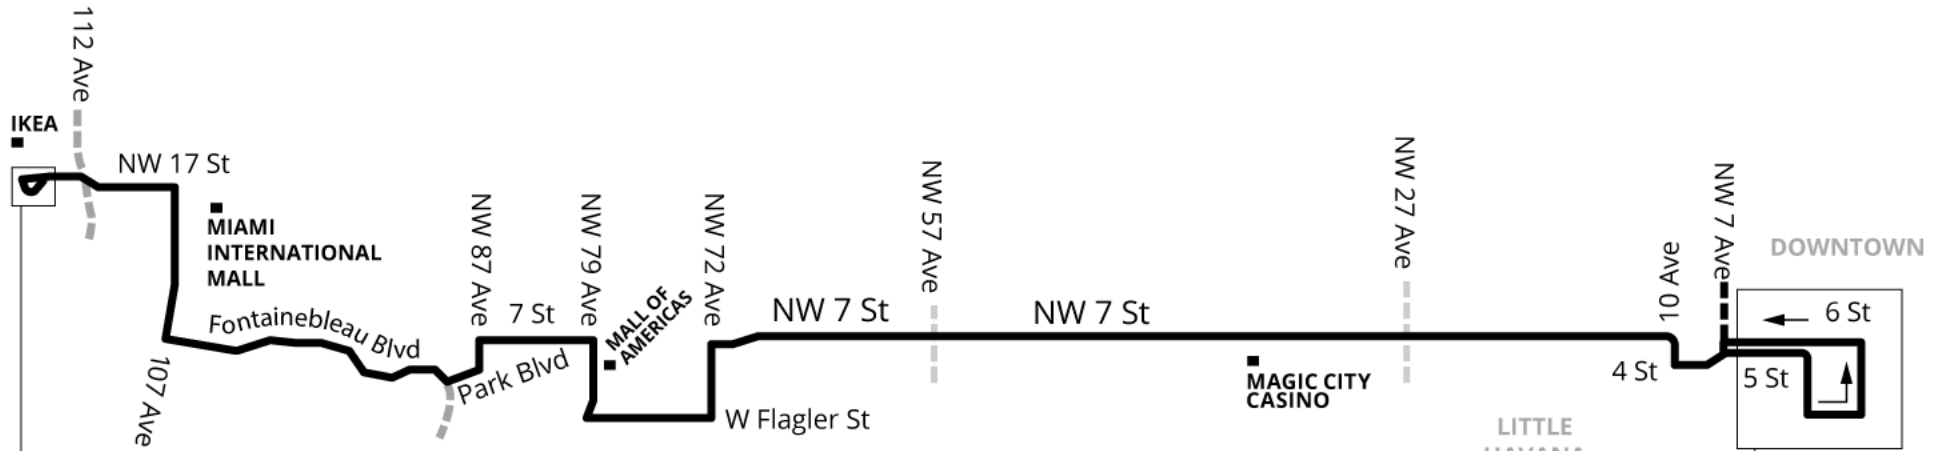 112 Ave
IKEA
NW 17 St
MIAMI
INTERNATIONAL
MALL
107 Ave
Fontainebleau Blvd
NW 87 Ave
7 St
Park Blvd
NW 79 Ave
MALL OF
AMERICAS
NW 72 Ave
W Flagler St
NW 7 St
NW 57 Ave
NW 7 St
MAGIC CITY
CASINO
NW 27 Ave
LITTLE
HAVANA
10 Ave
4 St
NW 7 Ave
DOWNTOWN
6 St
5 St